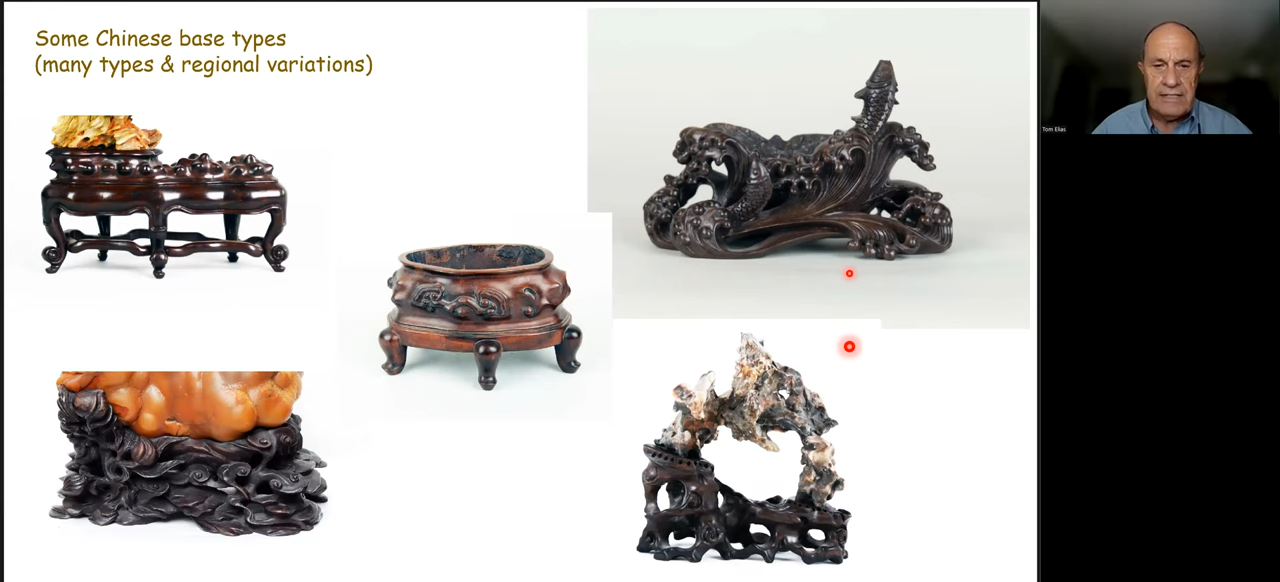 Some Chinese base types
(many types & regional variations)
Tom Elias